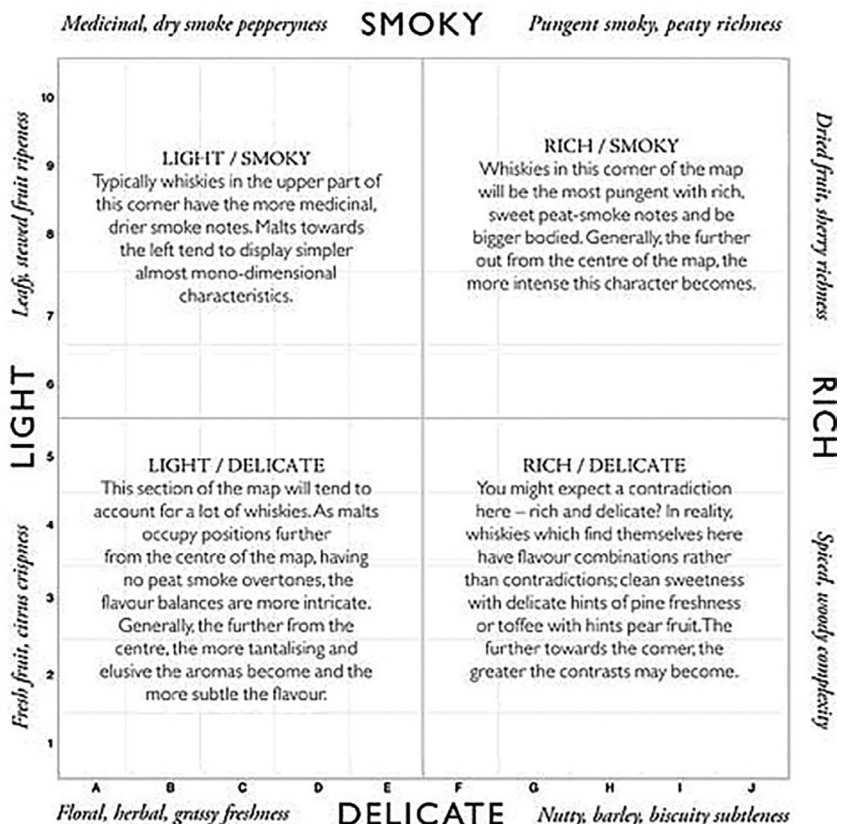 Medicinal, dry smoke pepperyness
SMOKY
Pungent smoky, peaty richness
10
9
8
7
6
5
4
3
2
1
Leafy, stewed fruit ripeness
LIGHT
Fresh fruit, citrus crispness
LIGHT / SMOKY
Typically whiskies in the upper part of
this corner have the more medicinal,
drier smoke notes. Malts towards
the left tend to display simpler
almost mono-dimensional
characteristics.
RICH / SMOKY
Whiskies in this corner of the map
will be the most pungent with rich,
sweet peat-smoke notes and be
bigger bodied. Generally, the further
out from the centre of the map, the
more intense this character becomes.
LIGHT / DELICATE
This section of the map will tend to
account for a lot of whiskies. As malts
occupy positions further
from the centre of the map, having
no peat smoke overtones, the
flavour balances are more intricate.
Generally, the further from the
centre, the more tantalising and
elusive the aromas become and the
more subtle the flavour.
RICH / DELICATE
You might expect a contradiction
here – rich and delicate? In reality,
whiskies which find themselves here
have flavour combinations rather
than contradictions; clean sweetness
with delicate hints of pine freshness
or toffee with hints pear fruit. The
further towards the corner, the
greater the contrasts may become.
Dried fruit, sherry richness
RICH
Spiced, woody complexity
A B C D E F G H I J
Floral, herbal, grassy freshness
DELICATE
Nutty, barley, biscuity subtleness